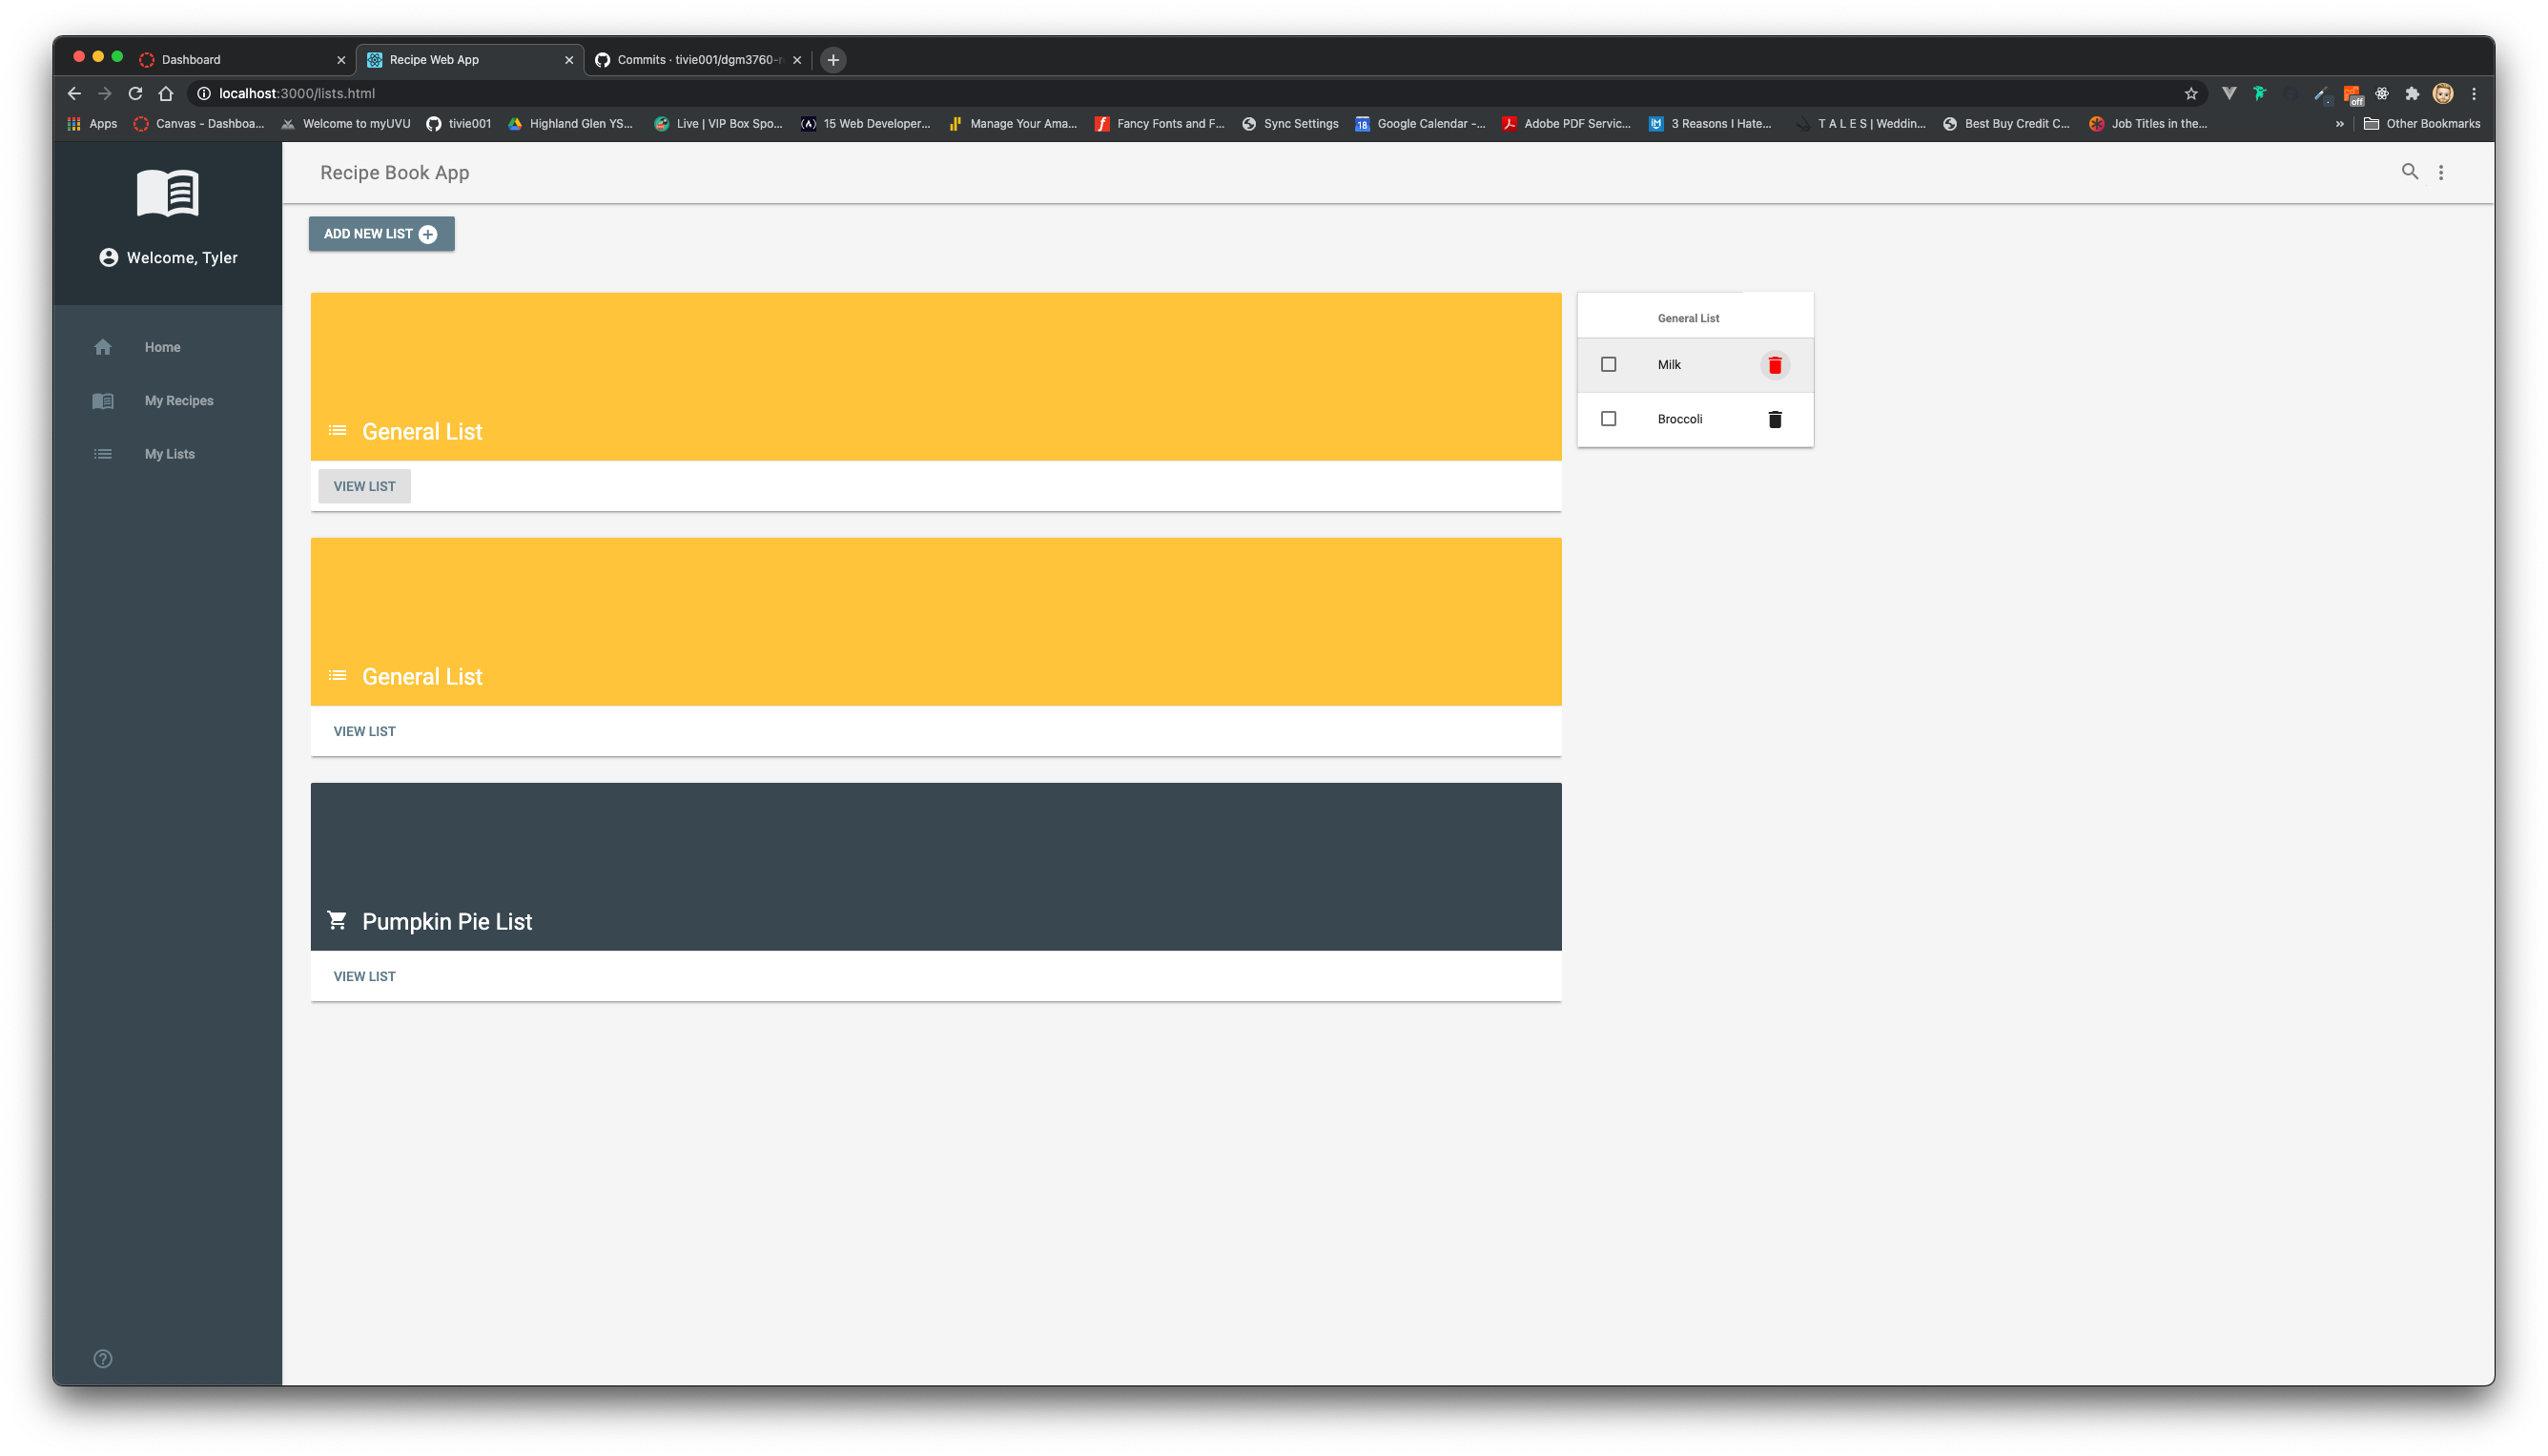 Dashboard
Recipe Web App
Commits · tivie001/dgm3760-r
localhost:3000/lists.html
off
Apps
Canvas - Dashboa...
Welcome to myUVU
tivie001
Highland Glen YS...
Live | VIP Box Spo...
15 Web Developer...
Manage Your Ama...
Fancy Fonts and F...
Sync Settings
18
Google Calendar -...
Adobe PDF Servic...
3 Reasons I Hate...
T A L E S | Weddin...
Best Buy Credit C...
Job Titles in the...
»
Other Bookmarks
Recipe Book App
Welcome, Tyler
ADD NEW LIST
Home
My Recipes
My Lists
General List
VIEW LIST
General List
VIEW LIST
Pumpkin Pie List
VIEW LIST
General List
Milk
Broccoli